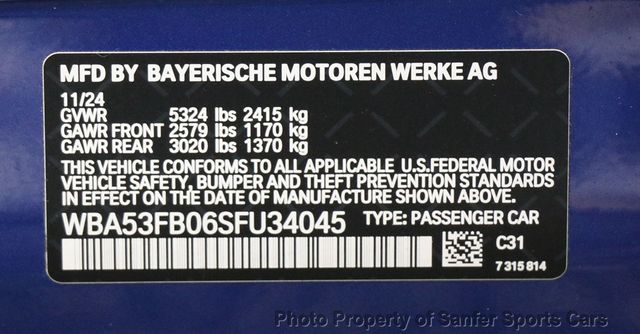 MFD BY BAYERISCHE MOTOREN WERKE AG
11/24
GVWR 5324 lbs 2415 kg
GAWR FRONT 2579 lbs 1170 kg
GAWR REAR 3020 lbs 1370 kg
THIS VEHICLE CONFORMS TO ALL APPLICABLE U.S.FEDERAL MOTOR
VEHICLE SAFETY, BUMPER AND THEFT PREVENTION STANDARDS
IN EFFECT ON THE DATE OF MANUFACTURE SHOWN ABOVE.
WBA53FB06SFU34045 TYPE: PASSENGER CAR
C31
7 315 814
Photo Property of Sanfer Sports Cars